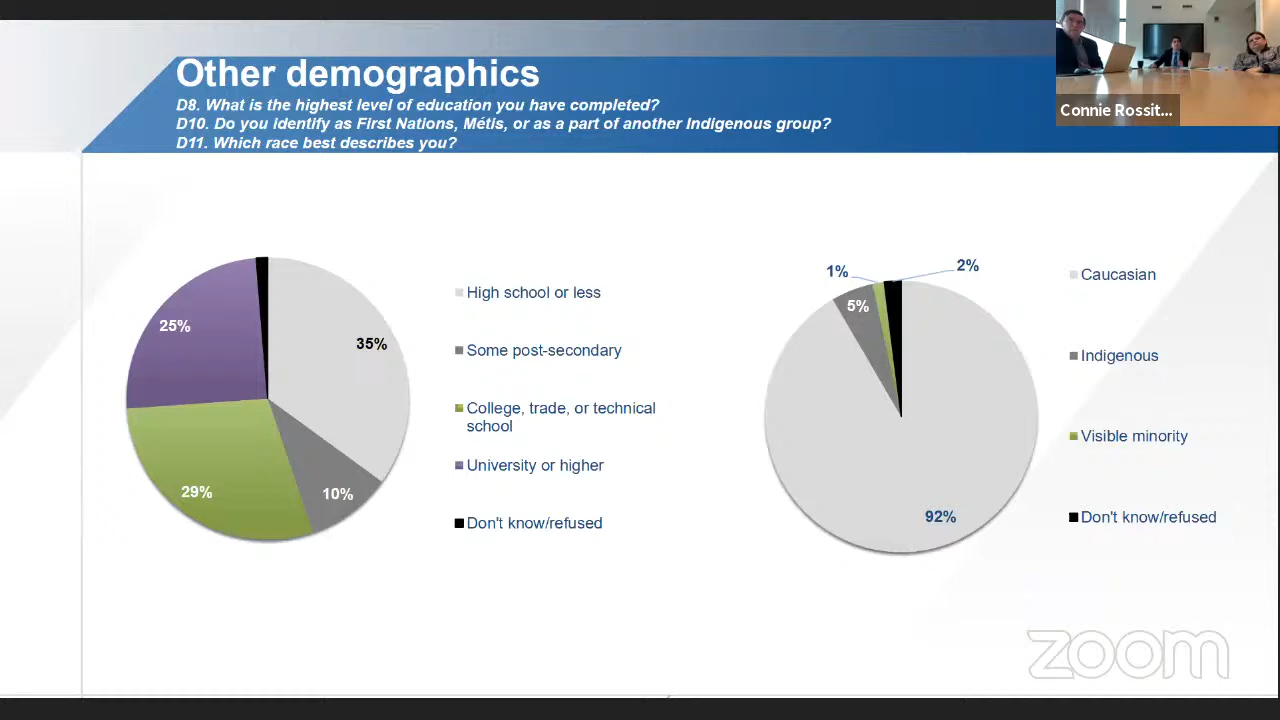 Other demographics
D8. What is the highest level of education you have completed?
D10. Do you identify as First Nations, Métis, or as a part of another Indigenous group?
D11. Which race best describes you?
Connie Rossit...
25%
35%
29%
10%
High school or less
Some post-secondary
College, trade, or technical
school
University or higher
Don't know/refused
1%
2%
5%
92%
Caucasian
Indigenous
Visible minority
Don't know/refused
zoom